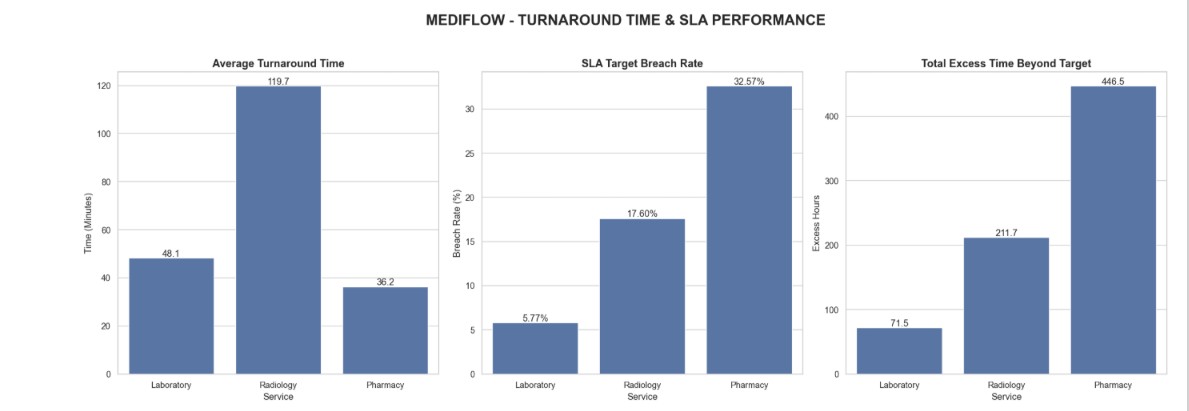 MEDIFLOW - TURNAROUND TIME & SLA PERFORMANCE
Average Turnaround Time
Time (Minutes)
120
100
80
60
40
20
0
48.1
119.7
36.2
Laboratory Radiology Pharmacy
Service
SLA Target Breach Rate
Breach Rate (%)
30
25
20
15
10
5
0
5.77%
17.60%
32.57%
Laboratory Radiology Pharmacy
Service
Total Excess Time Beyond Target
Excess Hours
400
300
200
100
0
71.5
211.7
446.5
Laboratory Radiology Pharmacy
Service